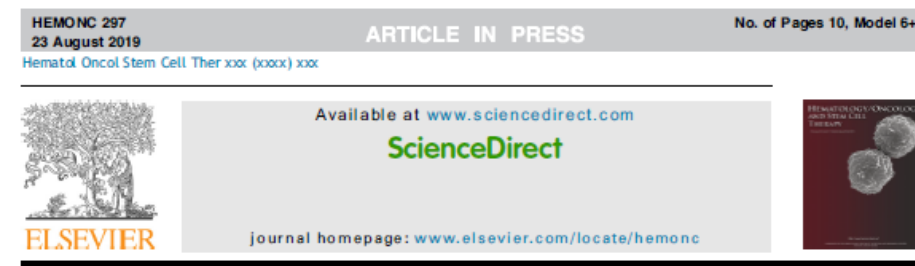 HEMONC 297
23 August 2019
ARTICLE IN PRESS
No. of Pages 10, Model 6+
Hematol Oncol Stem Cell Ther xxx (xxxx) xxx
Available at www.sciencedirect.com
ScienceDirect
journal homepage: www.elsevier.com/locate/hemonc
ELSEVIER
HEMATOLOGY/ONCOLOG
AND STEM CELL
THERAPY